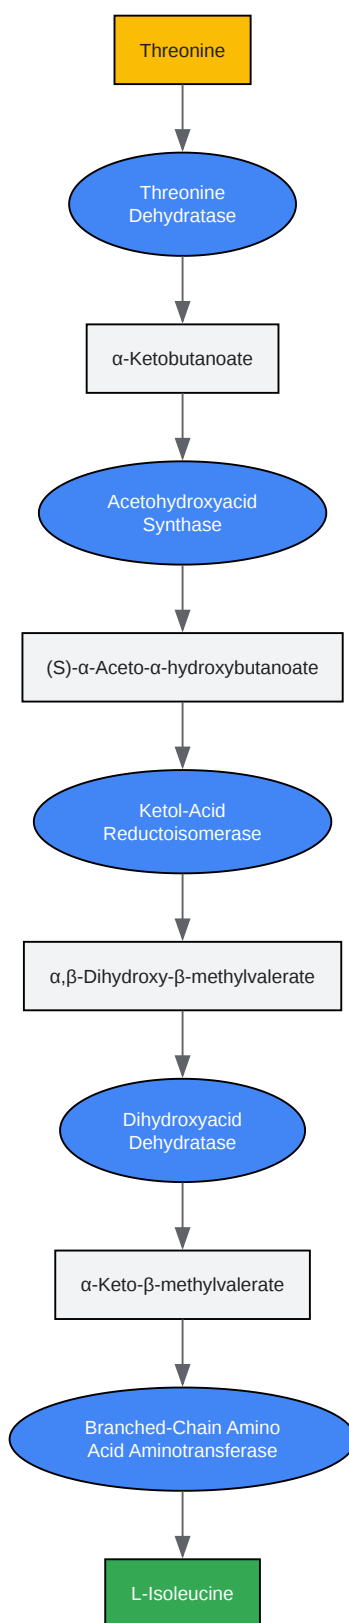 Threonine
Threonine
Dehydratase
α-Ketobutanoate
Acetohydroxyacid
Synthase
(S)-α-Aceto-α-hydroxybutanoate
Ketol-Acid
Reductoisomerase
α,β-Dihydroxy-β-methylvalerate
Dihydroxyacid
Dehydratase
α-Keto-β-methylvalerate
Branched-Chain Amino
Acid Aminotransferase
L-Isoleucine